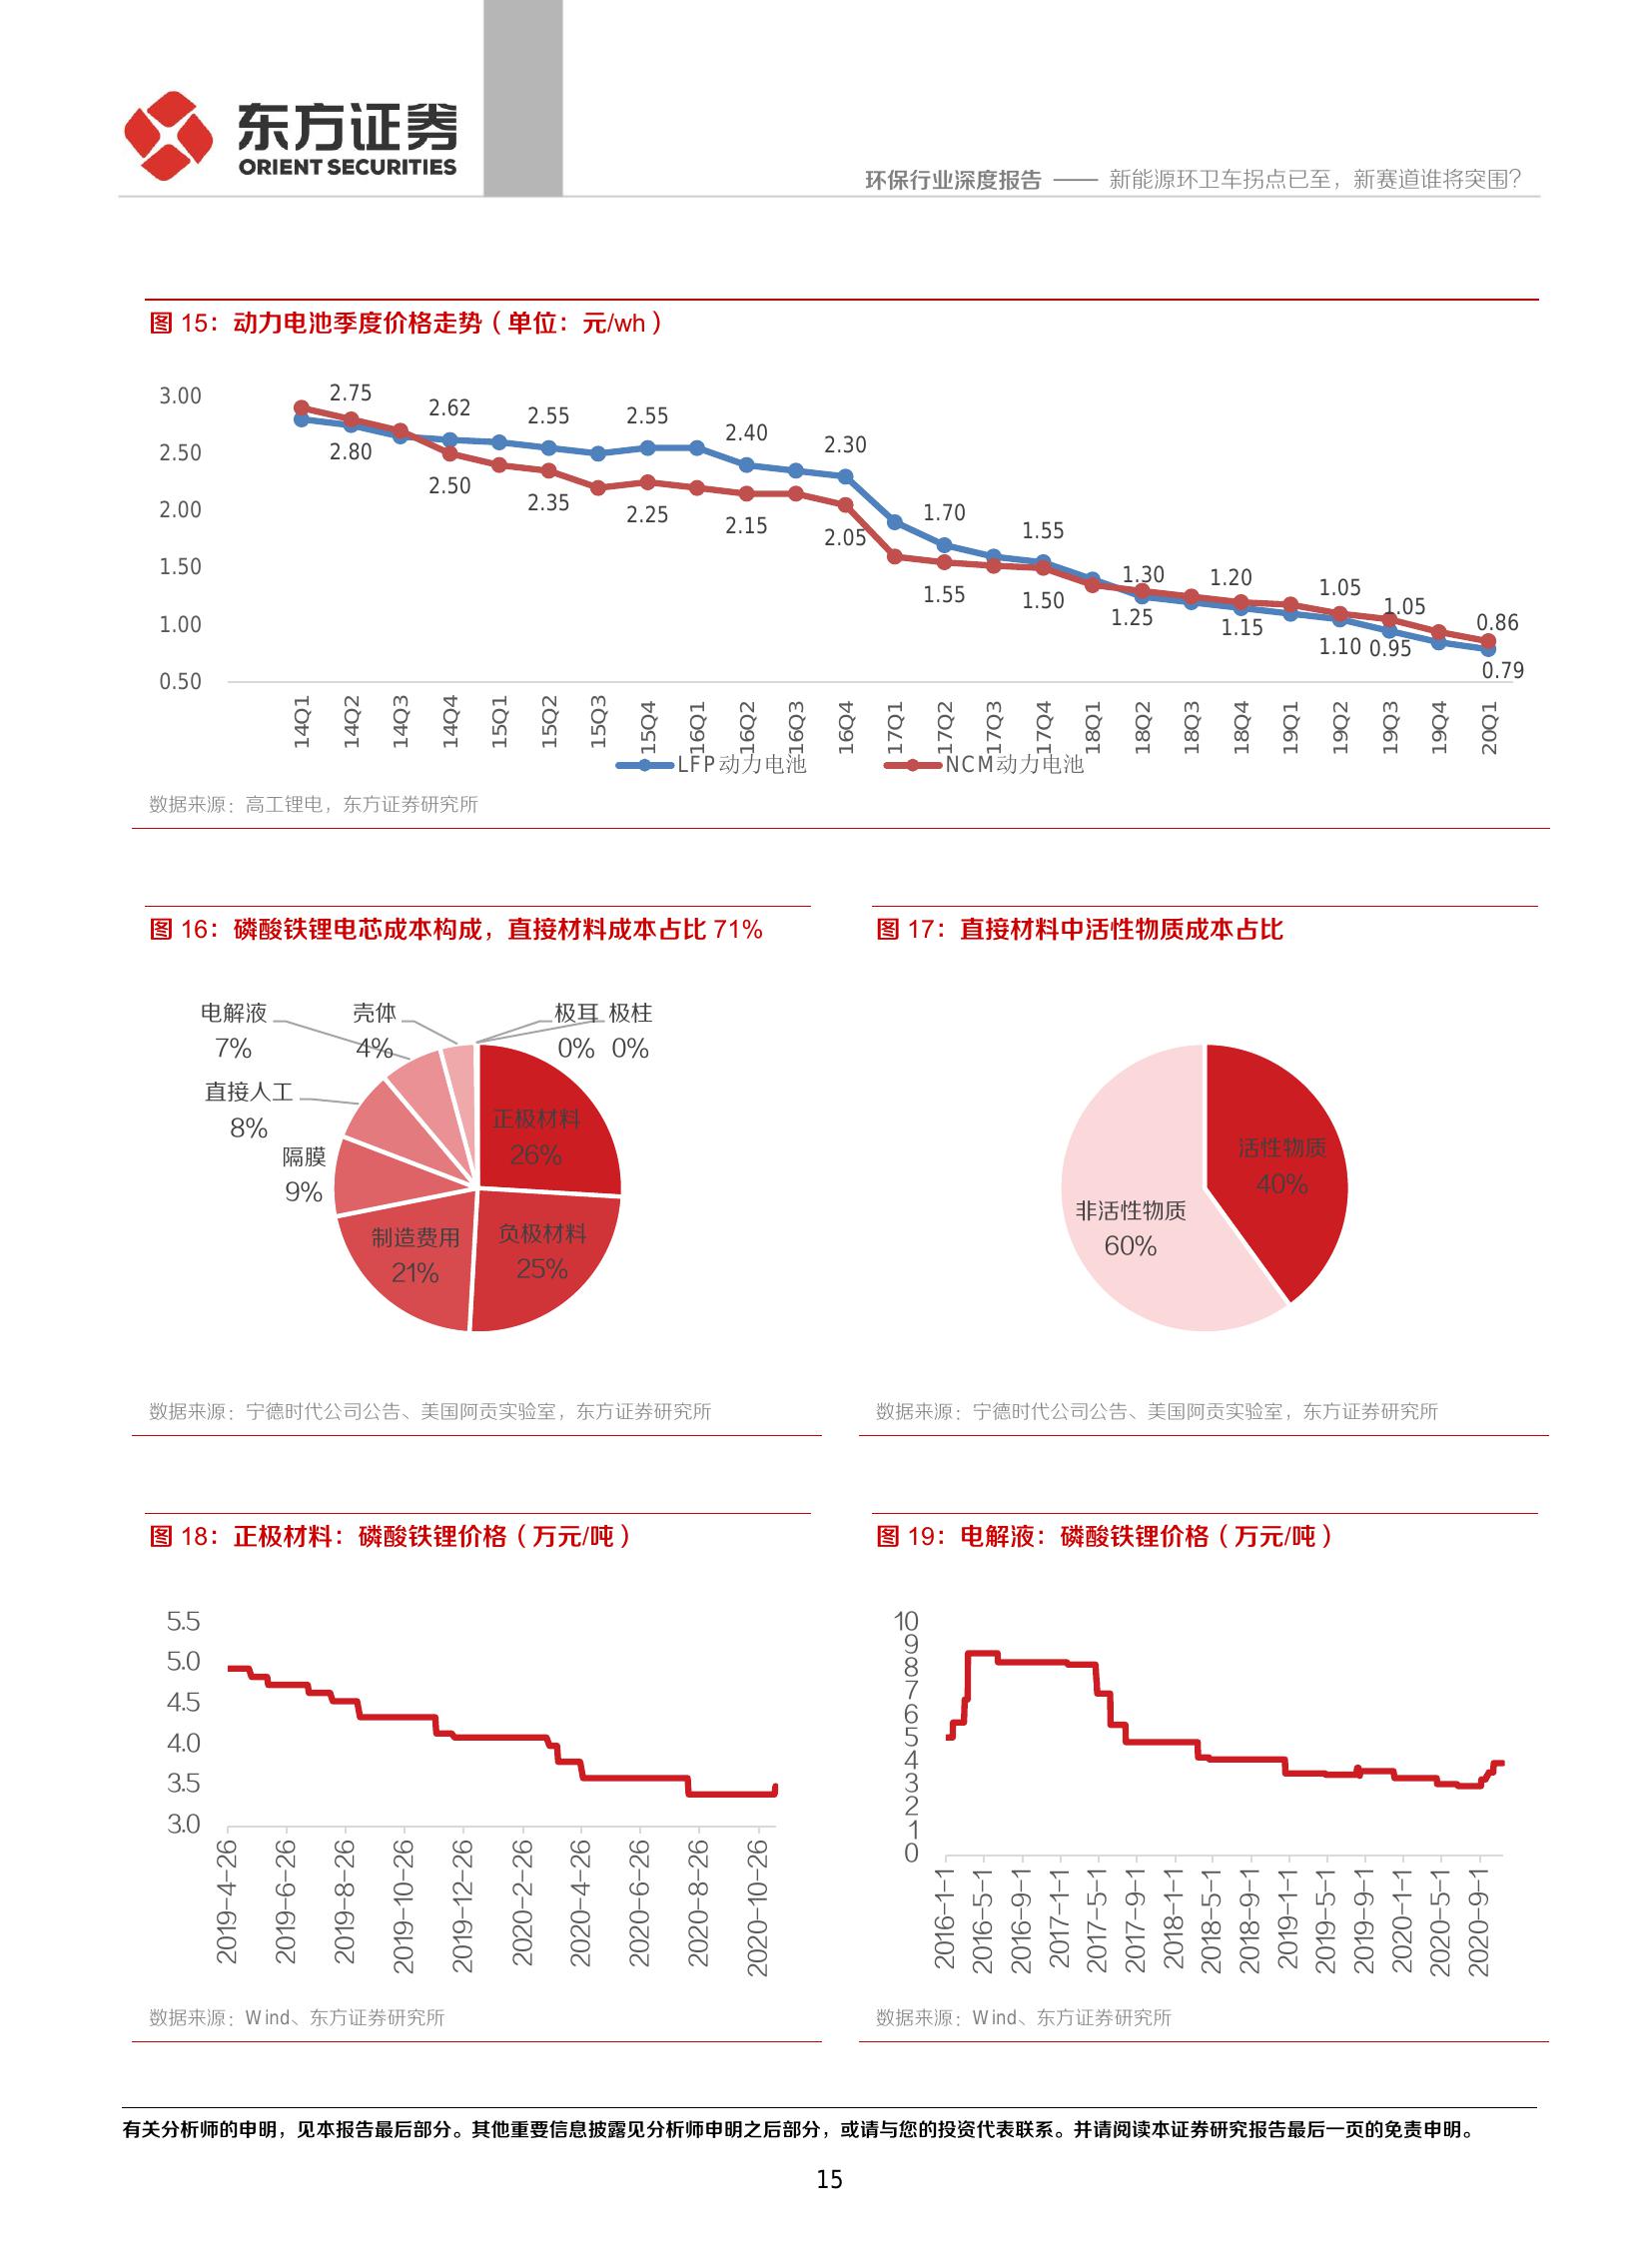 东方证券
ORIENT SECURITIES
环保行业深度报告 —— 新能源环卫车拐点已至，新赛道谁将突围？
图 15：动力电池季度价格走势（单位：元/wh）
3.00
2.50
2.00
1.50
1.00
0.50
2.75 2.62 2.55 2.55 2.40 2.30 1.70 1.55 1.30 1.20 1.05 1.05 0.86
2.80 2.50 2.35 2.25 2.15 2.05 1.55 1.50 1.25 1.15 1.10 0.95 0.79
14Q1 14Q2 14Q3 14Q4 15Q1 15Q2 15Q3 15Q4 16Q1 16Q2 16Q3 16Q4 17Q1 17Q2 17Q3 17Q4 18Q1 18Q2 18Q3 18Q4 19Q1 19Q2 19Q3 19Q4 20Q1
LFP动力电池 NCM动力电池
数据来源：高工锂电，东方证券研究所
图 16：磷酸铁锂电芯成本构成，直接材料成本占比 71%
电解液
7%
壳体
4%
极耳
0%
极柱
0%
直接人工
8%
隔膜
9%
正极材料
26%
制造费用
21%
负极材料
25%
数据来源：宁德时代公司公告、美国阿贡实验室，东方证券研究所
图 17：直接材料中活性物质成本占比
活性物质
40%
非活性物质
60%
数据来源：宁德时代公司公告、美国阿贡实验室，东方证券研究所
图 18：正极材料：磷酸铁锂价格（万元/吨）
5.5
5.0
4.5
4.0
3.5
3.0
2019-4-26 2019-6-26 2019-8-26 2019-10-26 2019-12-26 2020-2-26 2020-4-26 2020-6-26 2020-8-26 2020-10-26
数据来源：Wind、东方证券研究所
图 19：电解液：磷酸铁锂价格（万元/吨）
10
9
8
7
6
5
4
3
2
1
0
2016-1-1 2016-5-1 2016-9-1 2017-1-1 2017-5-1 2017-9-1 2018-1-1 2018-5-1 2018-9-1 2019-1-1 2019-5-1 2019-9-1 2020-1-1 2020-5-1 2020-9-1
数据来源：Wind、东方证券研究所
有关分析师的申明，见本报告最后部分。其他重要信息披露见分析师申明之后部分，或请与您的投资代表联系。并请阅读本证券研究报告最后一页的免责申明。
15